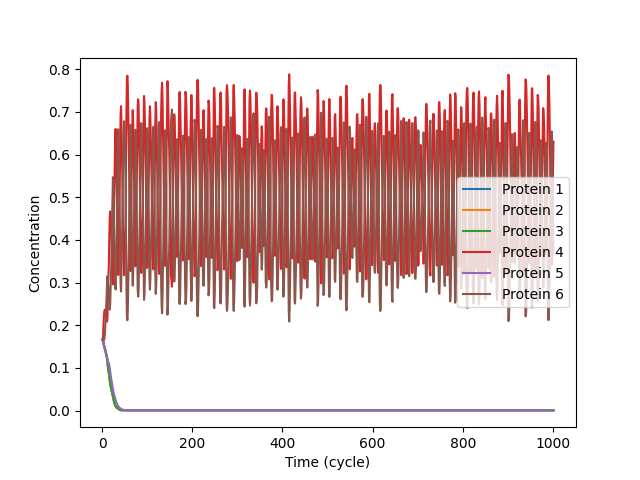 0.8
0.7
0.6
0.5
0.4
0.3
0.2
0.1
0.0
Concentration
Protein 1
Protein 2
Protein 3
Protein 4
Protein 5
Protein 6
0 200 400 600 800 1000
Time (cycle)